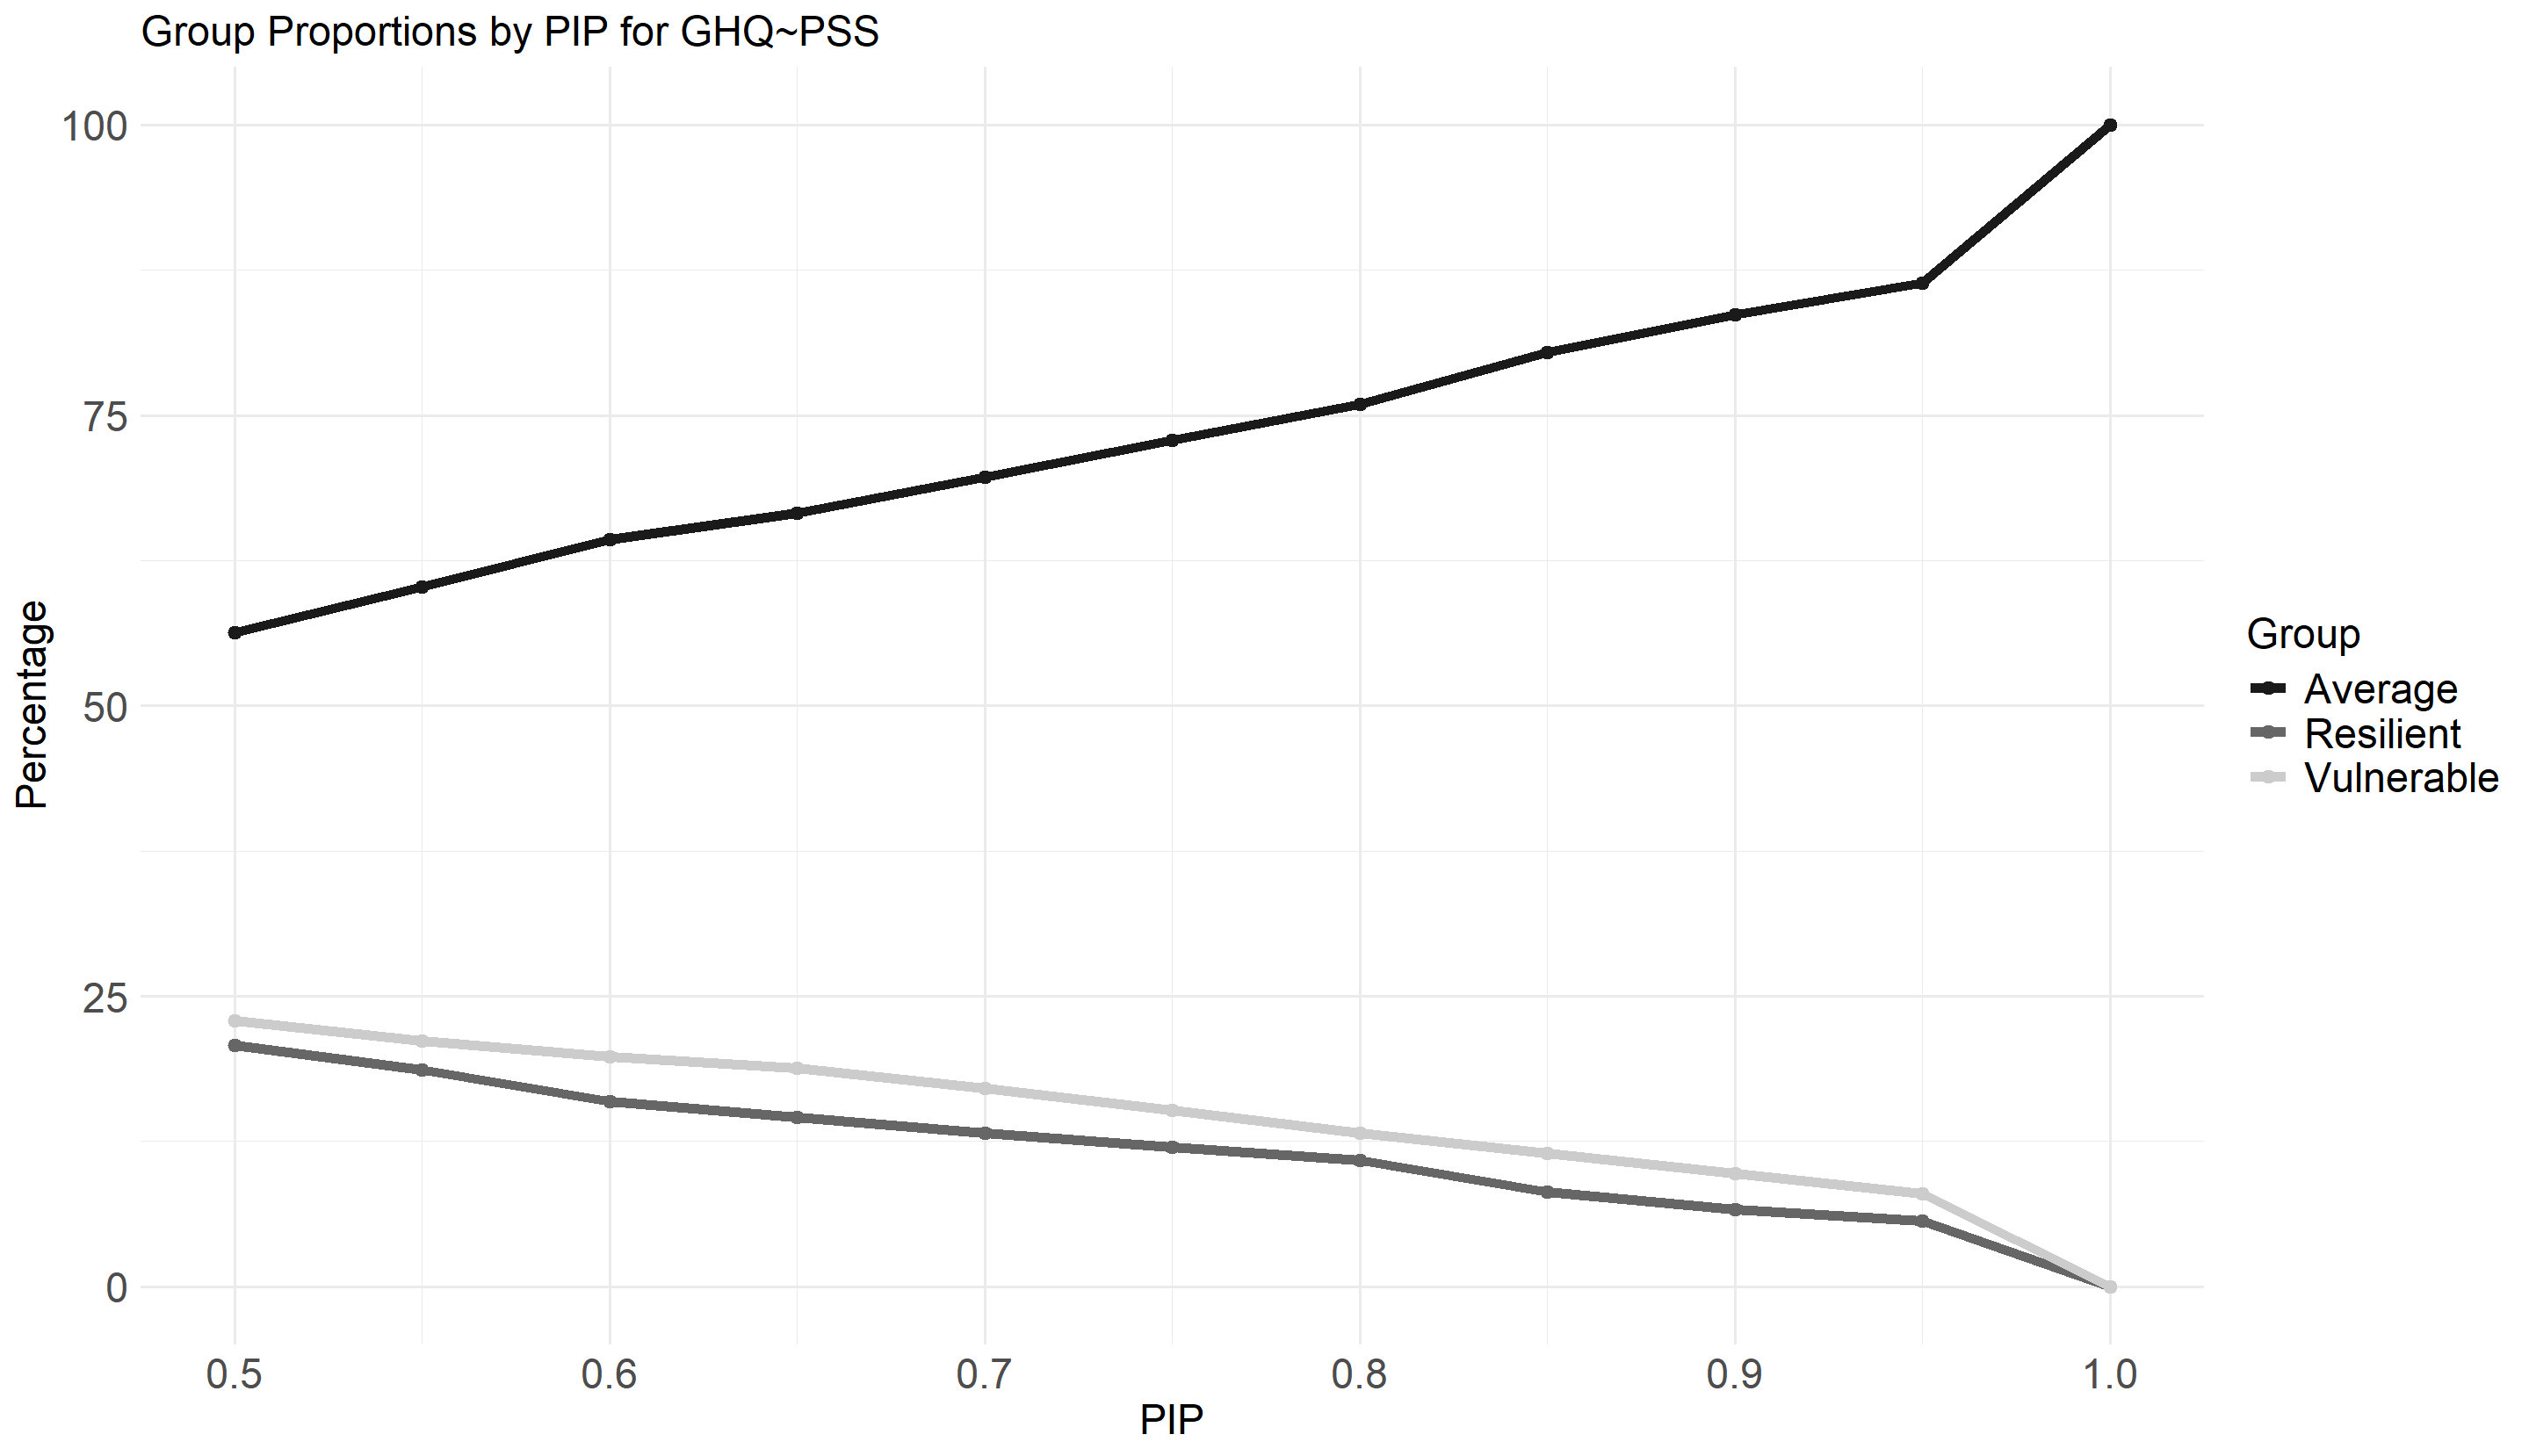 Group Proportions by PIP for GHQ~PSS
100
75
50
25
0
Percentage
0.5 0.6 0.7 0.8 0.9 1.0
PIP
Group
Average
Resilient
Vulnerable